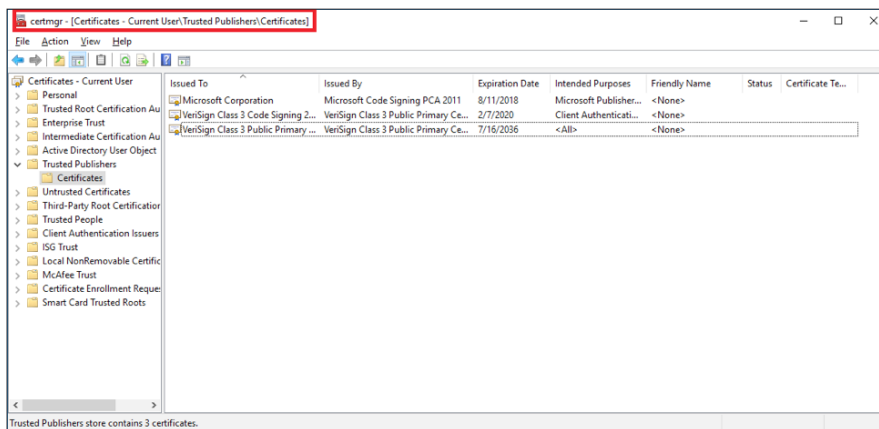 certmgr - [Certificates - Current User\Trusted Publishers\Certificates]
File Action View Help
Certificates - Current User
Personal
Trusted Root Certification Au
Enterprise Trust
Intermediate Certification Au
Active Directory User Object
Trusted Publishers
Certificates
Untrusted Certificates
Third-Party Root Certification
Trusted People
Client Authentication Issuers
ISG Trust
Local NonRemovable Certific
McAfee Trust
Certificate Enrollment Reques
Smart Card Trusted Roots
Issued To Issued By Expiration Date Intended Purposes Friendly Name Status Certificate Te...
Microsoft Corporation Microsoft Code Signing PCA 2011 8/11/2018 Microsoft Publisher... <None>
VeriSign Class 3 Code Signing 2... VeriSign Class 3 Public Primary Ce... 2/7/2020 Client Authenticati... <None>
VeriSign Class 3 Public Primary ... VeriSign Class 3 Public Primary Ce... 7/16/2036 <All> <None>
Trusted Publishers store contains 3 certificates.